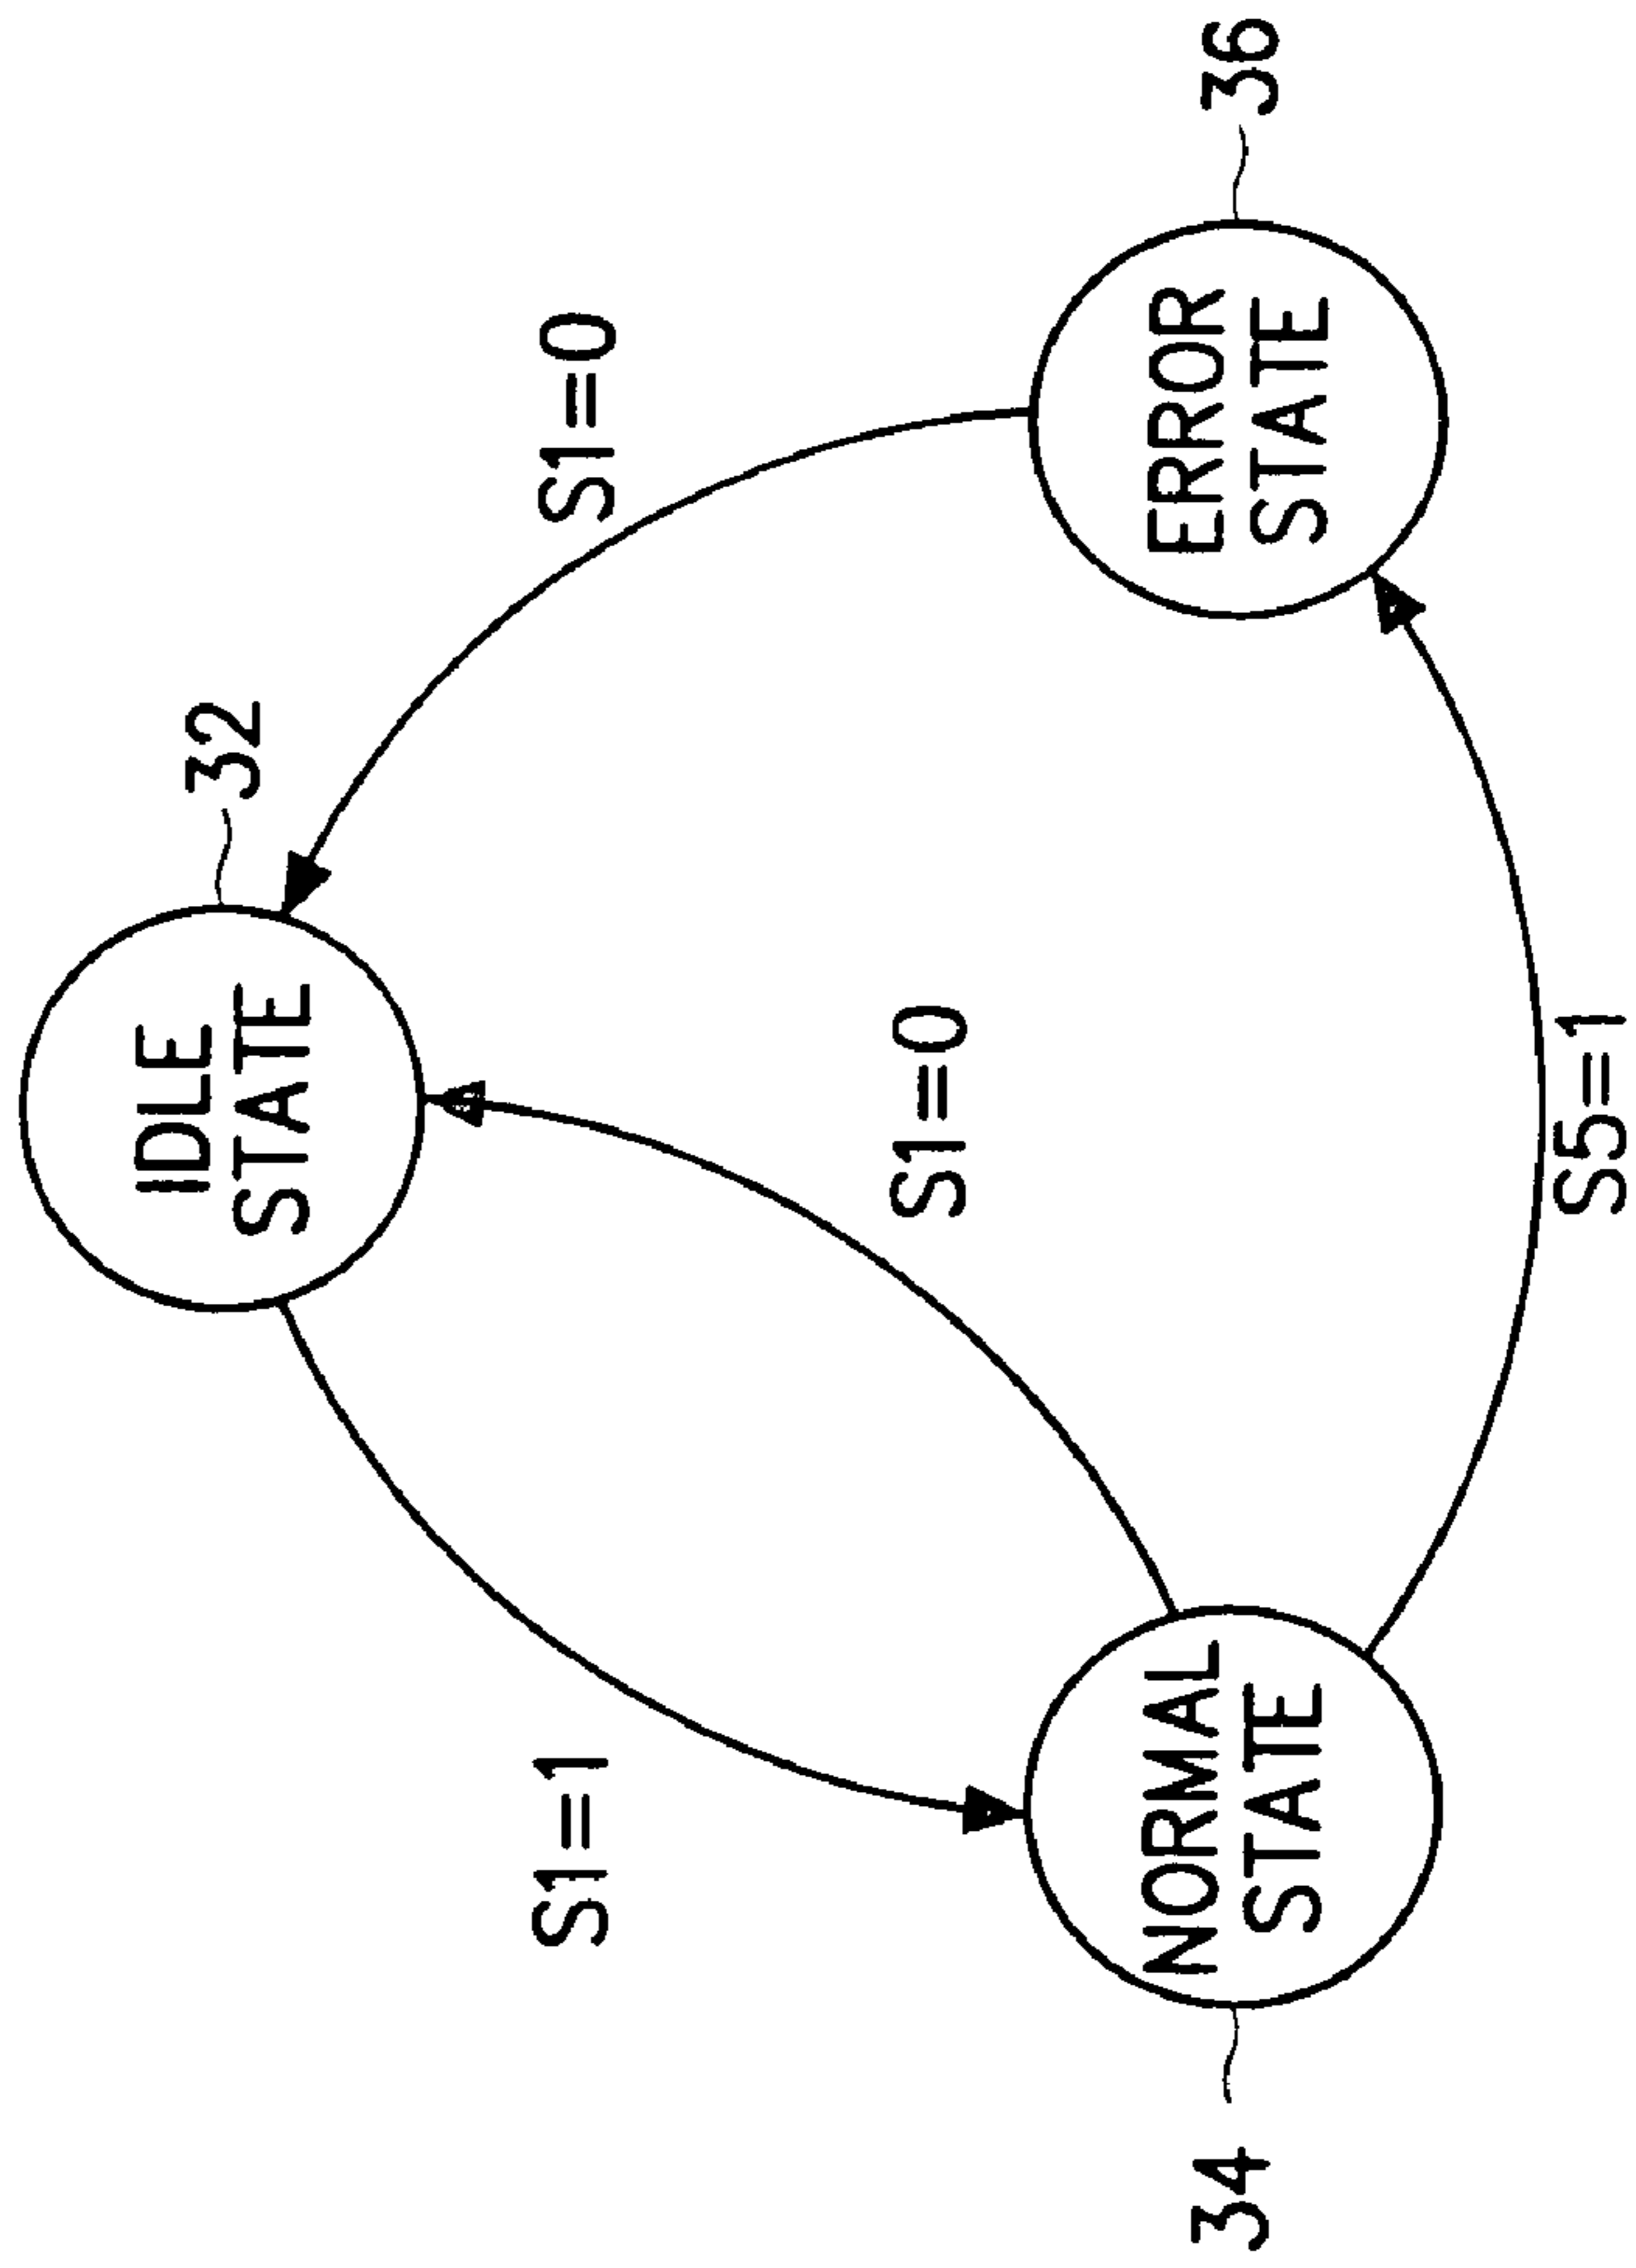 32
IDLE
STATE
S1=1
S1=0
S1=0
34
NORMAL
STATE
ERROR
STATE
36
S5=1